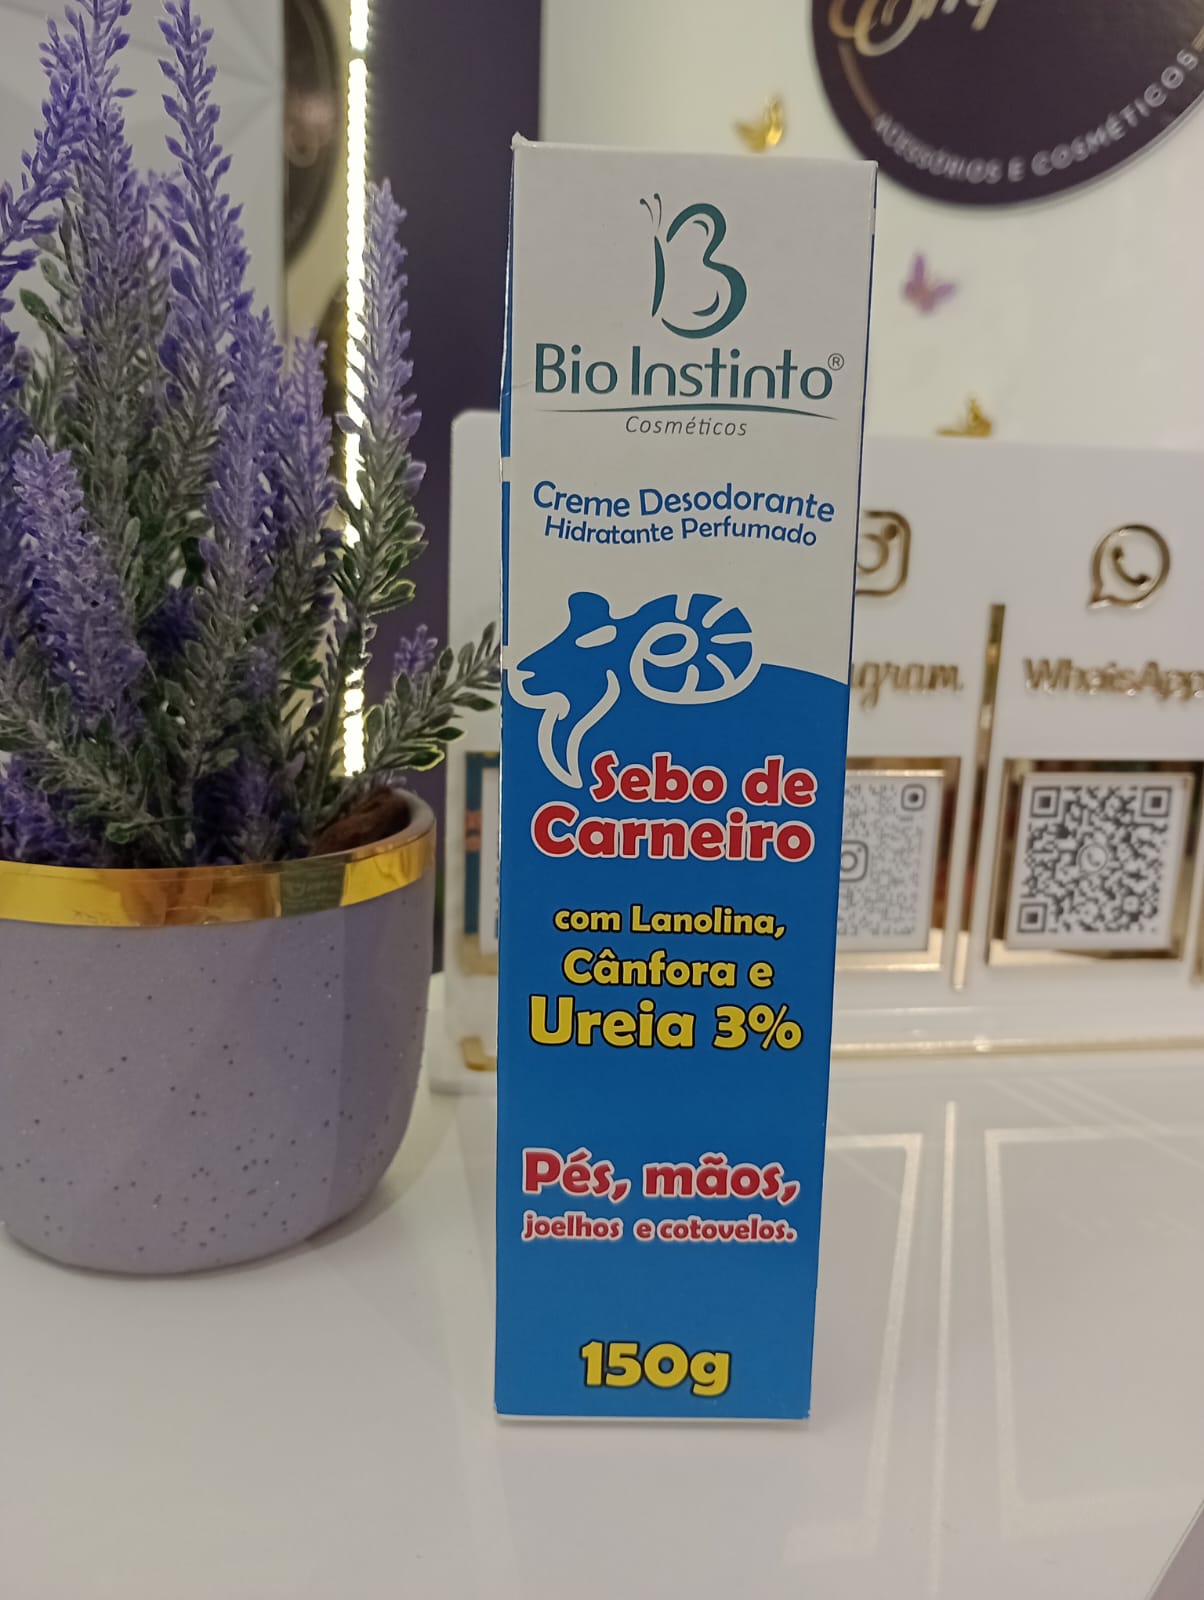 ACESSÓRIOS E COSMÉTICOS
B
Bio Instinto®
Cosméticos
Creme Desodorante
Hidratante Perfumado
Sebo de
Carneiro
com Lanolina,
Cânfora e
Ureia 3%
Pés, mãos,
joelhos e cotovelos.
150g
gram
WhatsApp